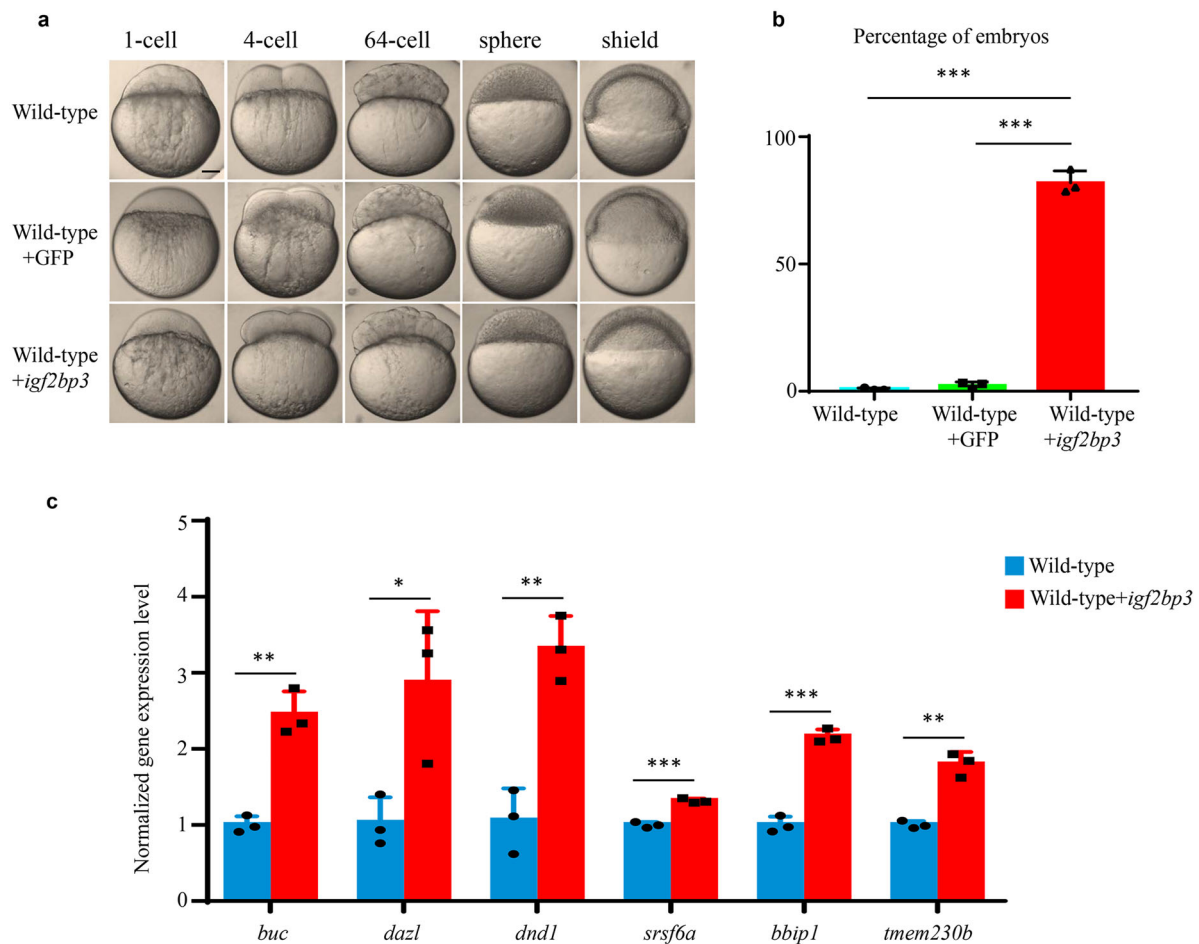 a
1-cell
4-cell
64-cell
sphere
shield
Wild-type
Wild-type
+GFP
Wild-type
+igf2bp3
b
Percentage of embryos
***
***
100
50
0
Wild-type
Wild-type
+GFP
Wild-type
+igf2bp3
c
Normalized gene expression level
5
4
3
2
1
0
**
*
**
***
***
**
Wild-type
Wild-type+igf2bp3
buc
dazl
dnd1
srsf6a
bbip1
tmem230b